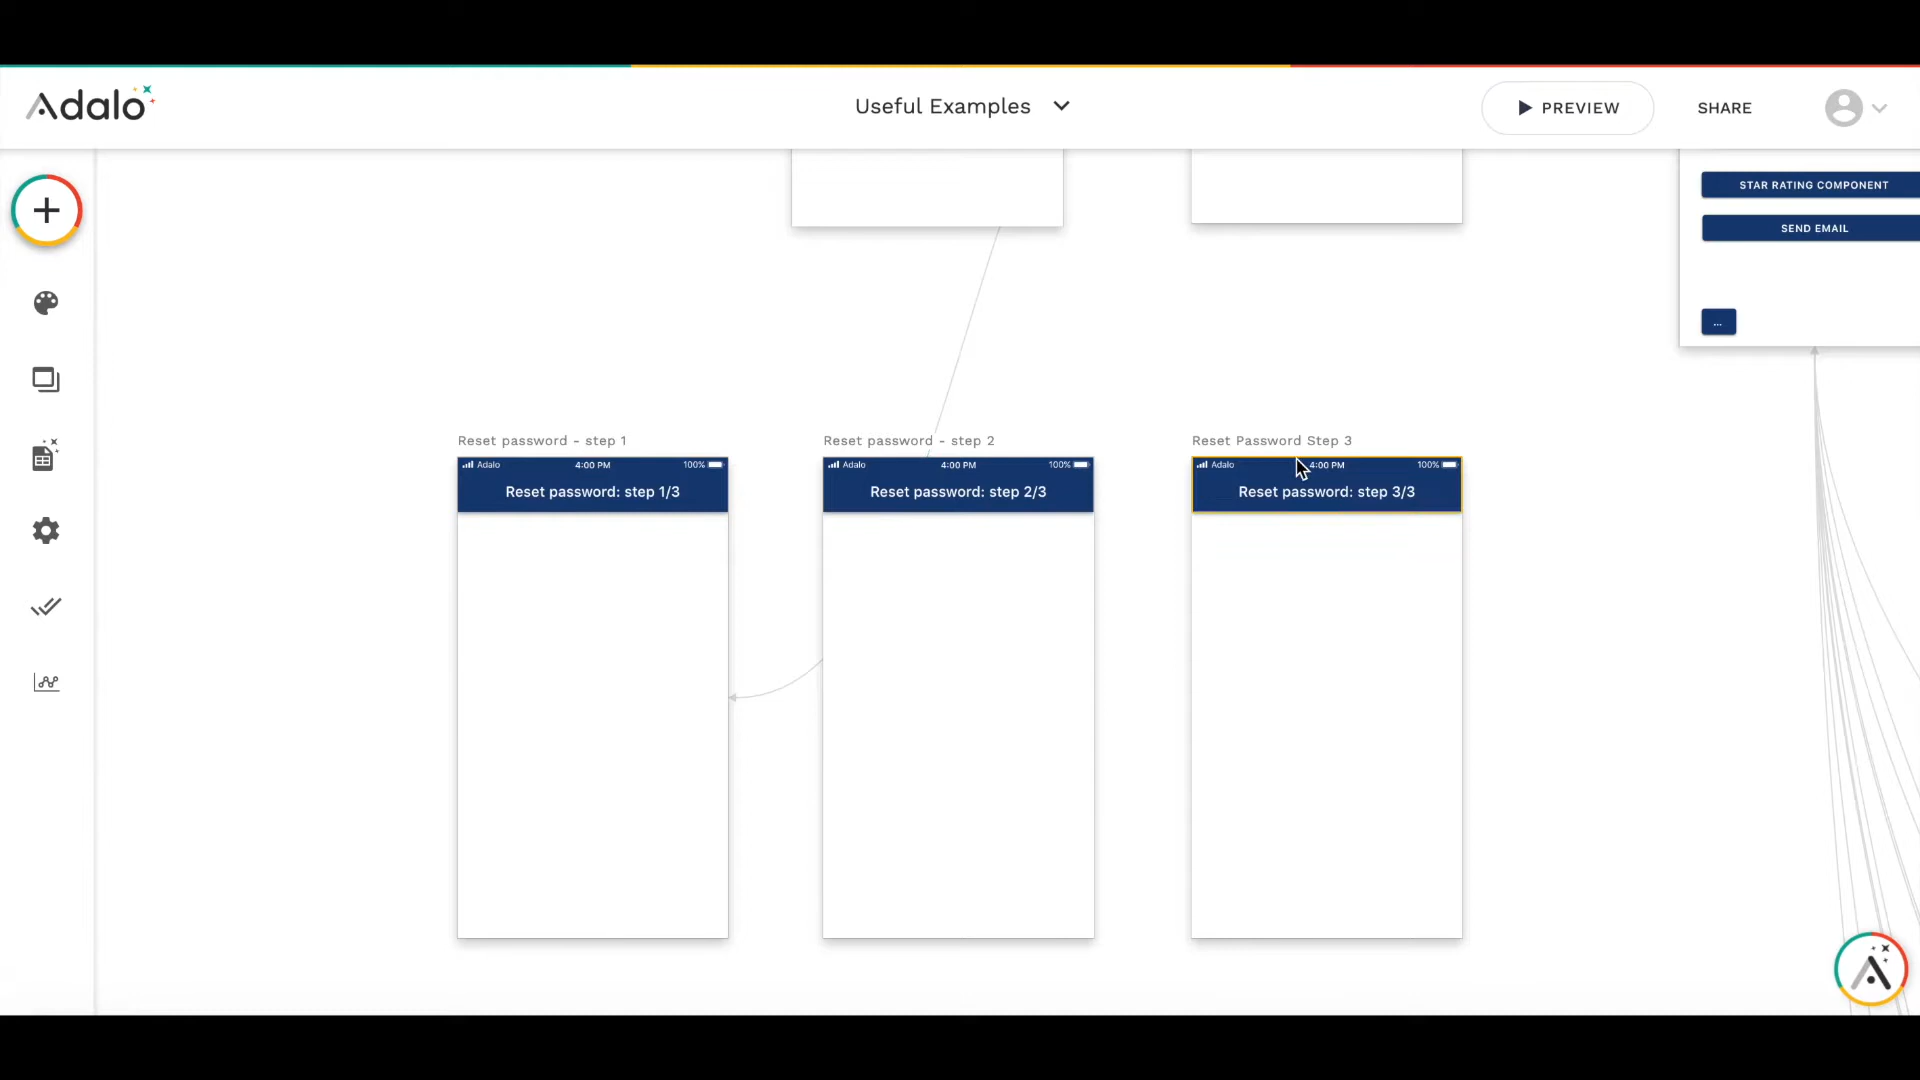 Adalo
Useful Examples
PREVIEW
SHARE
STAR RATING COMPONENT
SEND EMAIL
...
Reset password - step 1
Adalo 4:00 PM 100%
Reset password: step 1/3
Reset password - step 2
Adalo 4:00 PM 100%
Reset password: step 2/3
Reset Password Step 3
Adalo 4:00 PM 100%
Reset password: step 3/3